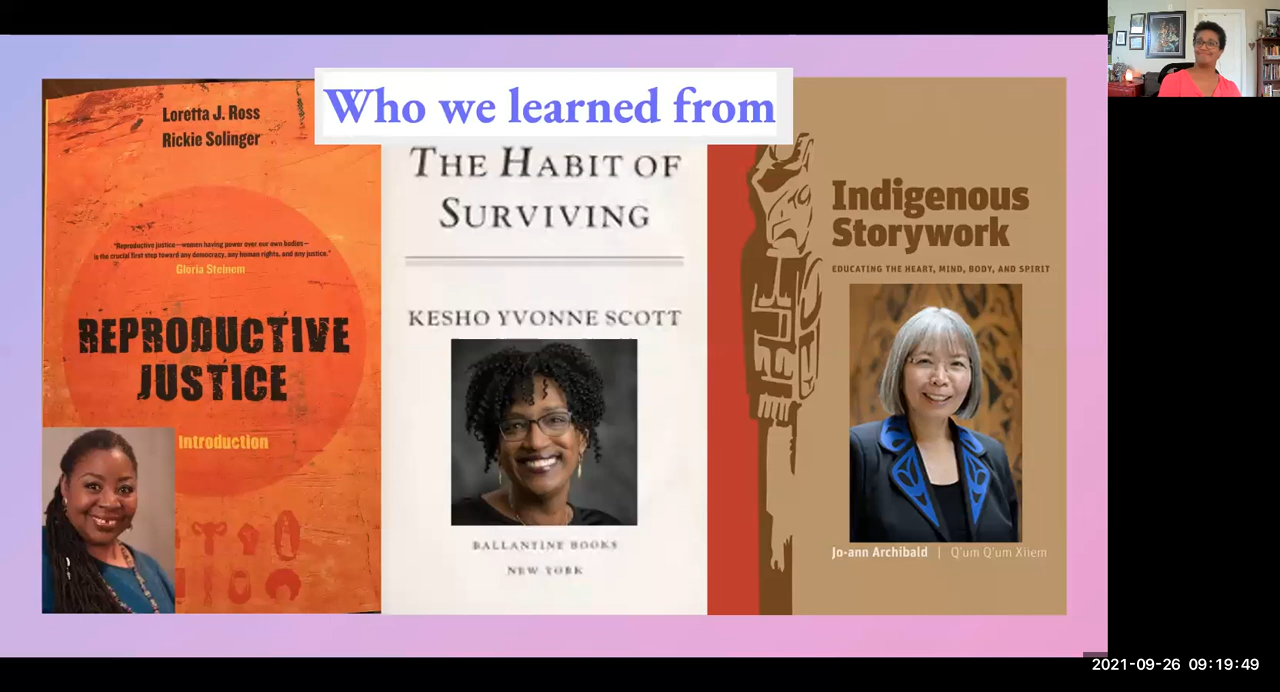 Who we learned from
Loretta J. Ross
Rickie Solinger
"Reproductive justice—women having power over our own bodies—
is the crucial first step toward any democracy, any human rights, and any justice."
Gloria Steinem
REPRODUCTIVE
JUSTICE
Introduction
THE HABIT OF
SURVIVING
KESHO YVONNE SCOTT
BALLANTINE BOOKS
NEW YORK
Indigenous
Storywork
EDUCATING THE HEART, MIND, BODY, AND SPIRIT
Jo-ann Archibald | Q'um Q'um Xiiem
2021-09-26 09:19:49